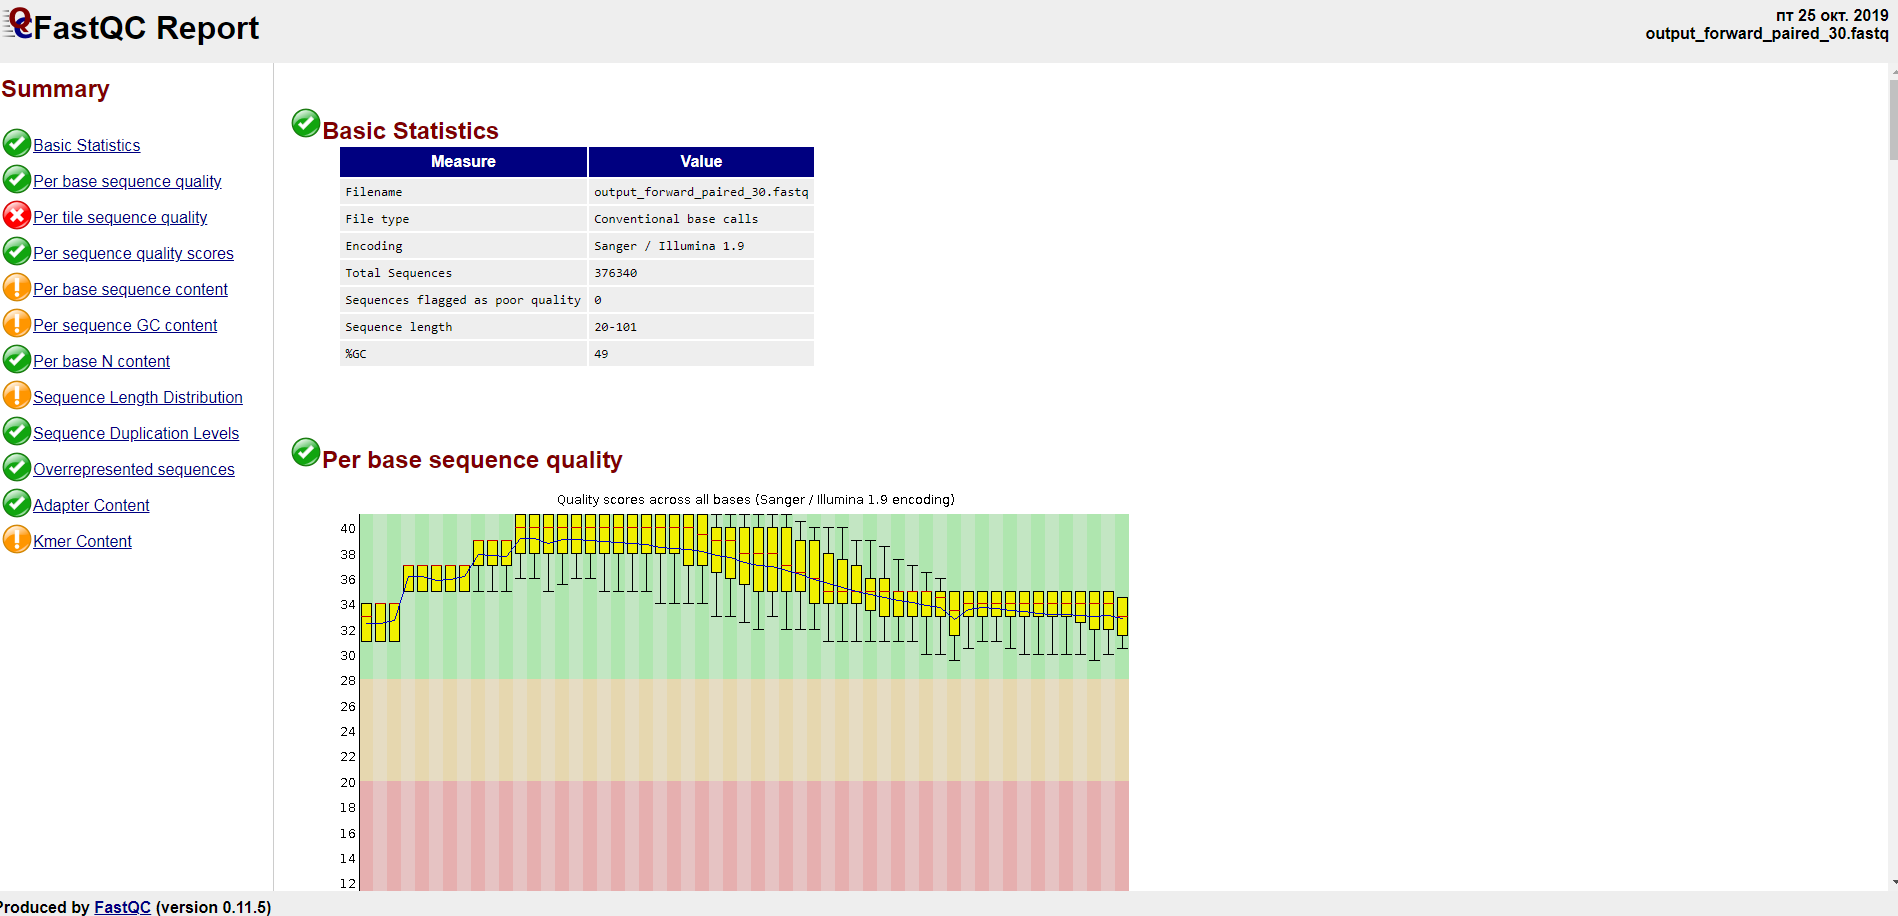 FastQC Report
пт 25 окт. 2019
output_forward_paired_30.fastq
Summary
Basic Statistics
Per base sequence quality
Per tile sequence quality
Per sequence quality scores
Per base sequence content
Per sequence GC content
Per base N content
Sequence Length Distribution
Sequence Duplication Levels
Overrepresented sequences
Adapter Content
Kmer Content
Basic Statistics
Measure Value
Filename output_forward_paired_30.fastq
File type Conventional base calls
Encoding Sanger / Illumina 1.9
Total Sequences 376340
Sequences flagged as poor quality 0
Sequence length 20-101
%GC 49
Per base sequence quality
Quality scores across all bases (Sanger / Illumina 1.9 encoding)
40
38
36
34
32
30
28
26
24
22
20
18
16
14
12
Produced by FastQC (version 0.11.5)